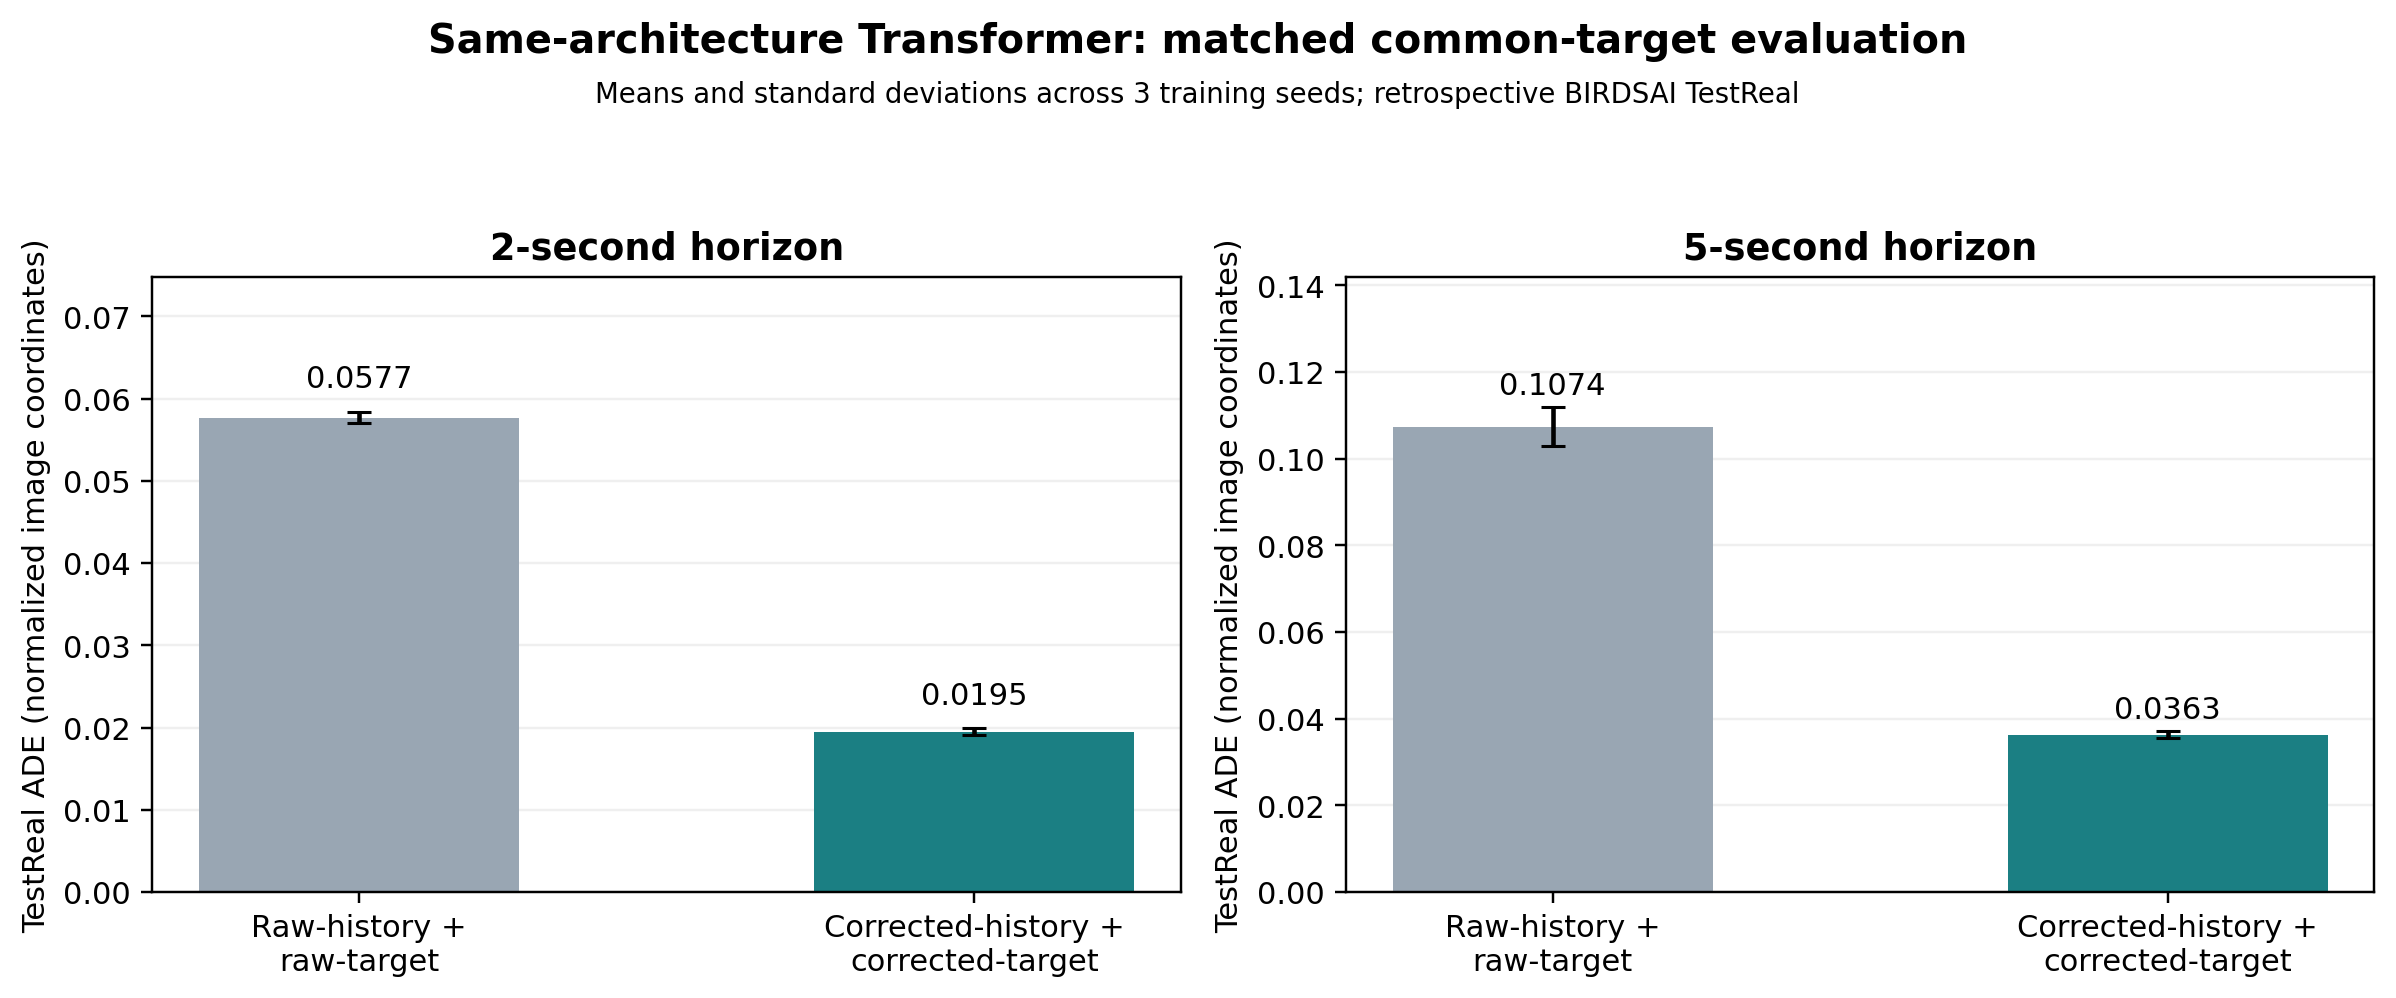 Same-architecture Transformer: matched common-target evaluation
Means and standard deviations across 3 training seeds; retrospective BIRDSAI TestReal
2-second horizon
TestReal ADE (normalized image coordinates)
0.07
0.06
0.05
0.04
0.03
0.02
0.01
0.00
0.0577
0.0195
Raw-history +
raw-target
Corrected-history +
corrected-target
5-second horizon
TestReal ADE (normalized image coordinates)
0.14
0.12
0.10
0.08
0.06
0.04
0.02
0.00
0.1074
0.0363
Raw-history +
raw-target
Corrected-history +
corrected-target